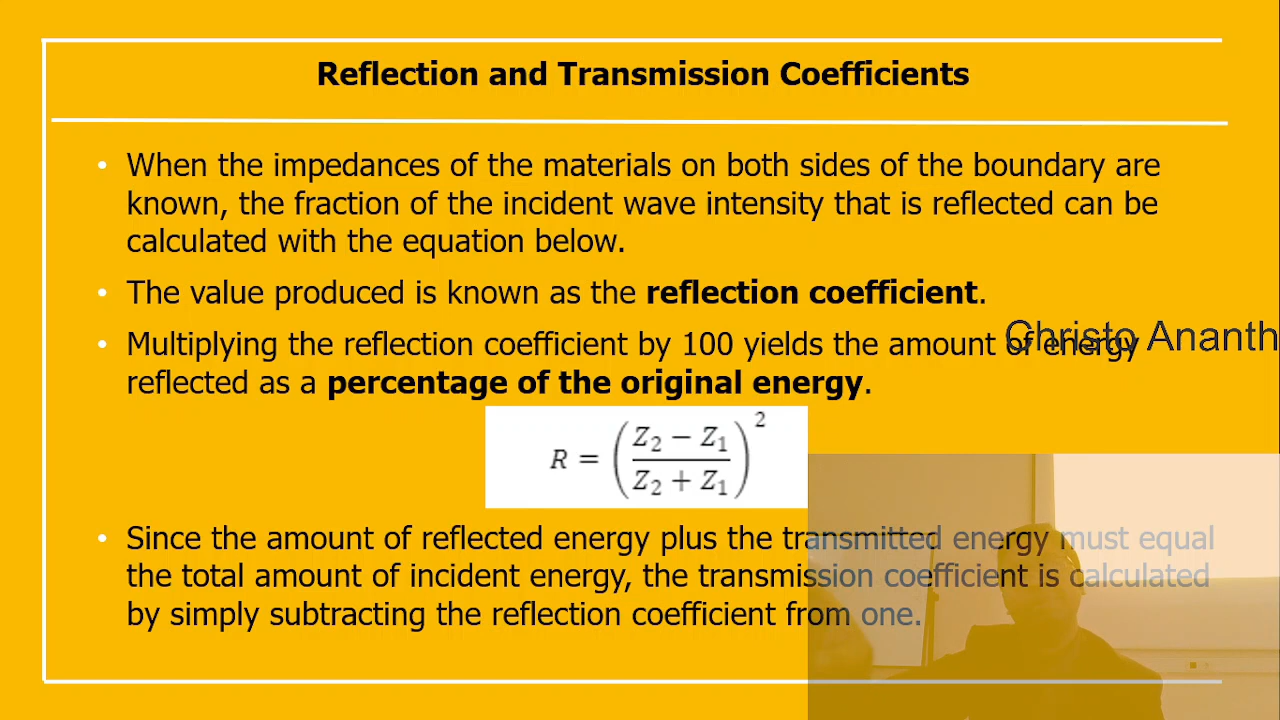 Reflection and Transmission Coefficients
• When the impedances of the materials on both sides of the boundary are
known, the fraction of the incident wave intensity that is reflected can be
calculated with the equation below.
• The value produced is known as the reflection coefficient.
• Multiplying the reflection coefficient by 100 yields the amount of energy
Christo Ananth
reflected as a percentage of the original energy.
R = ((Z₂ − Z₁) / (Z₂ + Z₁))²
• Since the amount of reflected energy plus the transmitted energy must equal
the total amount of incident energy, the transmission coefficient is calculated
by simply subtracting the reflection coefficient from one.